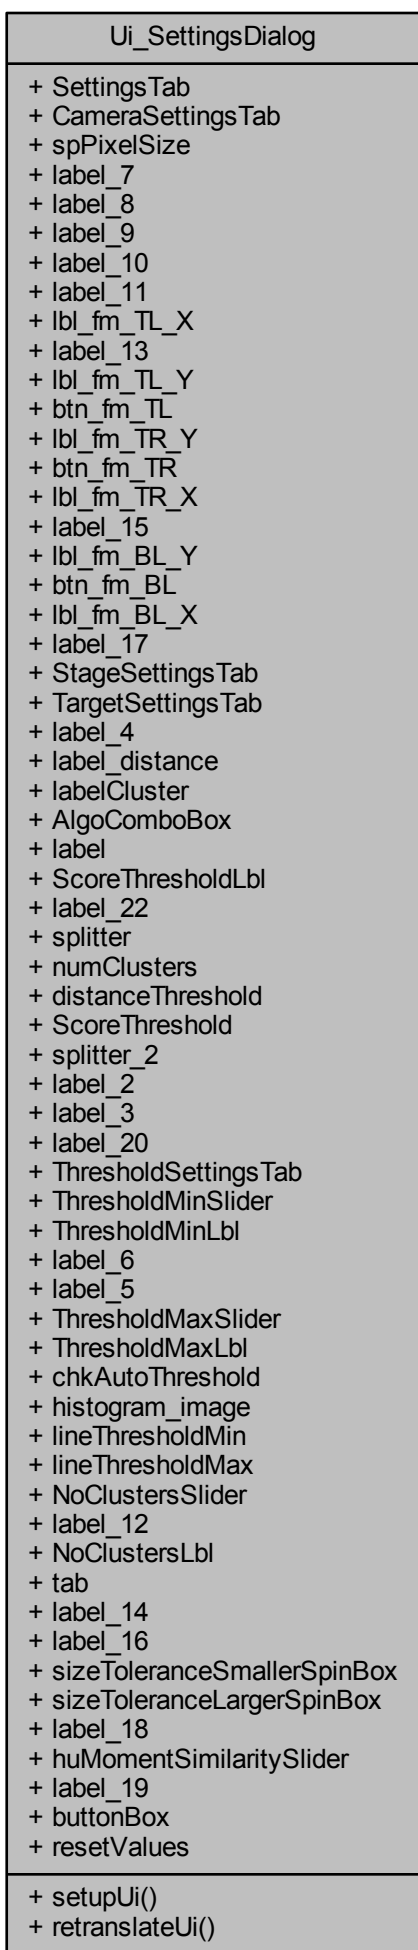 Ui_SettingsDialog
+ SettingsTab
+ CameraSettingsTab
+ spPixelSize
+ label_7
+ label_8
+ label_9
+ label_10
+ label_11
+ lbl_fm_TL_X
+ label_13
+ lbl_fm_TL_Y
+ btn_fm_TL
+ lbl_fm_TR_Y
+ btn_fm_TR
+ lbl_fm_TR_X
+ label_15
+ lbl_fm_BL_Y
+ btn_fm_BL
+ lbl_fm_BL_X
+ label_17
+ StageSettingsTab
+ TargetSettingsTab
+ label_4
+ label_distance
+ labelCluster
+ AlgoComboBox
+ label
+ ScoreThresholdLbl
+ label_22
+ splitter
+ numClusters
+ distanceThreshold
+ ScoreThreshold
+ splitter_2
+ label_2
+ label_3
+ label_20
+ ThresholdSettingsTab
+ ThresholdMinSlider
+ ThresholdMinLbl
+ label_6
+ label_5
+ ThresholdMaxSlider
+ ThresholdMaxLbl
+ chkAutoThreshold
+ histogram_image
+ lineThresholdMin
+ lineThresholdMax
+ NoClustersSlider
+ label_12
+ NoClustersLbl
+ tab
+ label_14
+ label_16
+ sizeToleranceSmallerSpinBox
+ sizeToleranceLargerSpinBox
+ label_18
+ huMomentSimilaritySlider
+ label_19
+ buttonBox
+ resetValues
+ setupUi()
+ retranslateUi()